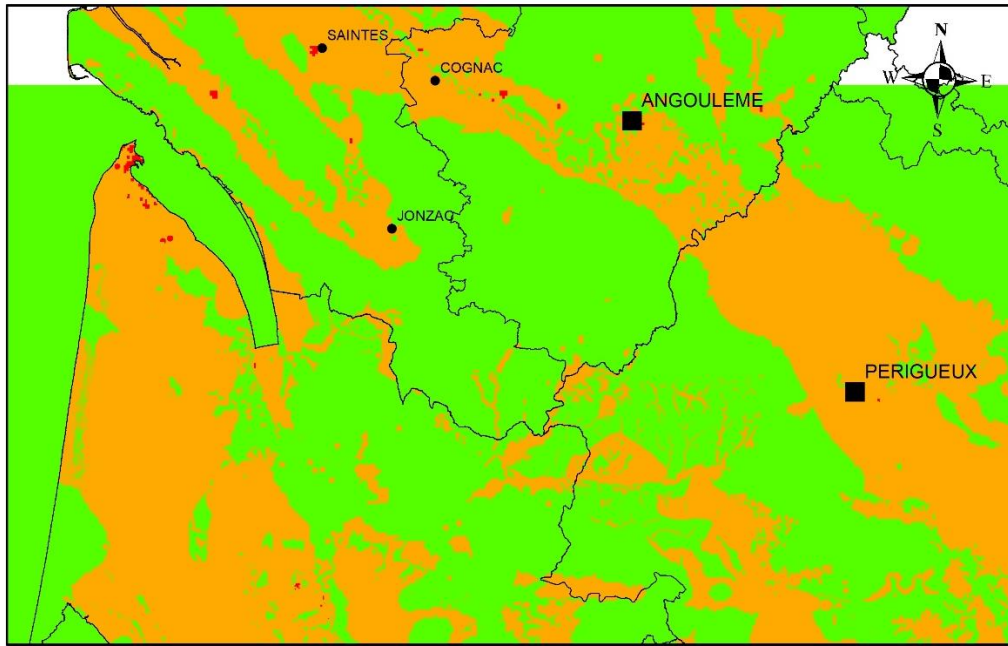 SAINTES
N
COGNAC
W
E
ANGOULEME
S
JONZAC
PERIGUEUX